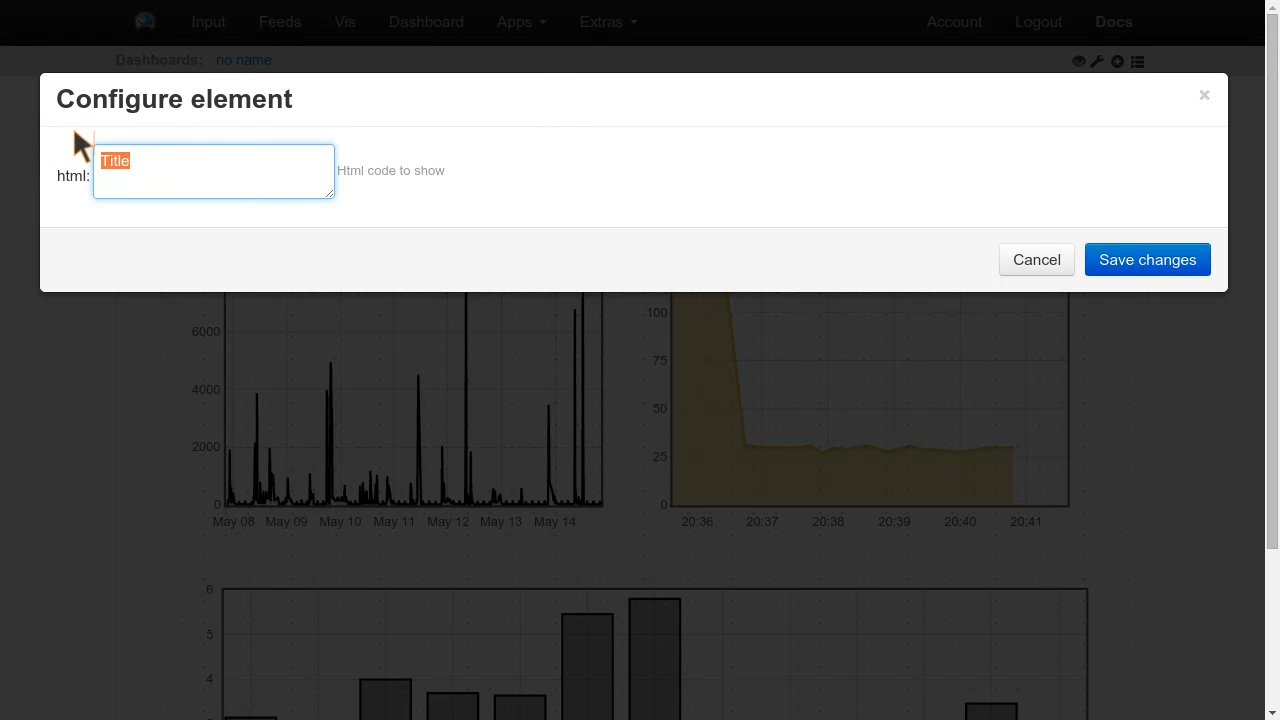 Input Feeds Vis Dashboard Apps Extras Account Logout Docs
Dashboards: no name
Configure element
×
html: Title Html code to show
Cancel Save changes
6000
4000
2000
0
May 08 May 09 May 10 May 11 May 12 May 13 May 14
100
75
50
25
0
20:36 20:37 20:38 20:39 20:40 20:41
6
5
4